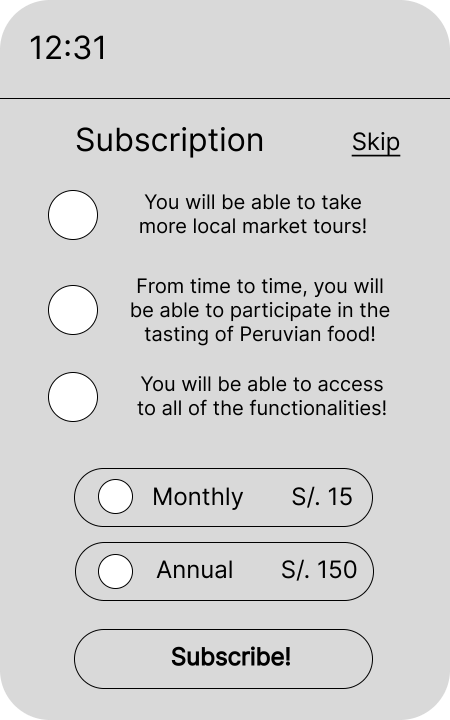 12:31
Subscription
Skip
You will be able to take
more local market tours!
From time to time, you will
be able to participate in the
tasting of Peruvian food!
You will be able to access
to all of the functionalities!
Monthly S/. 15
Annual S/. 150
Subscribe!